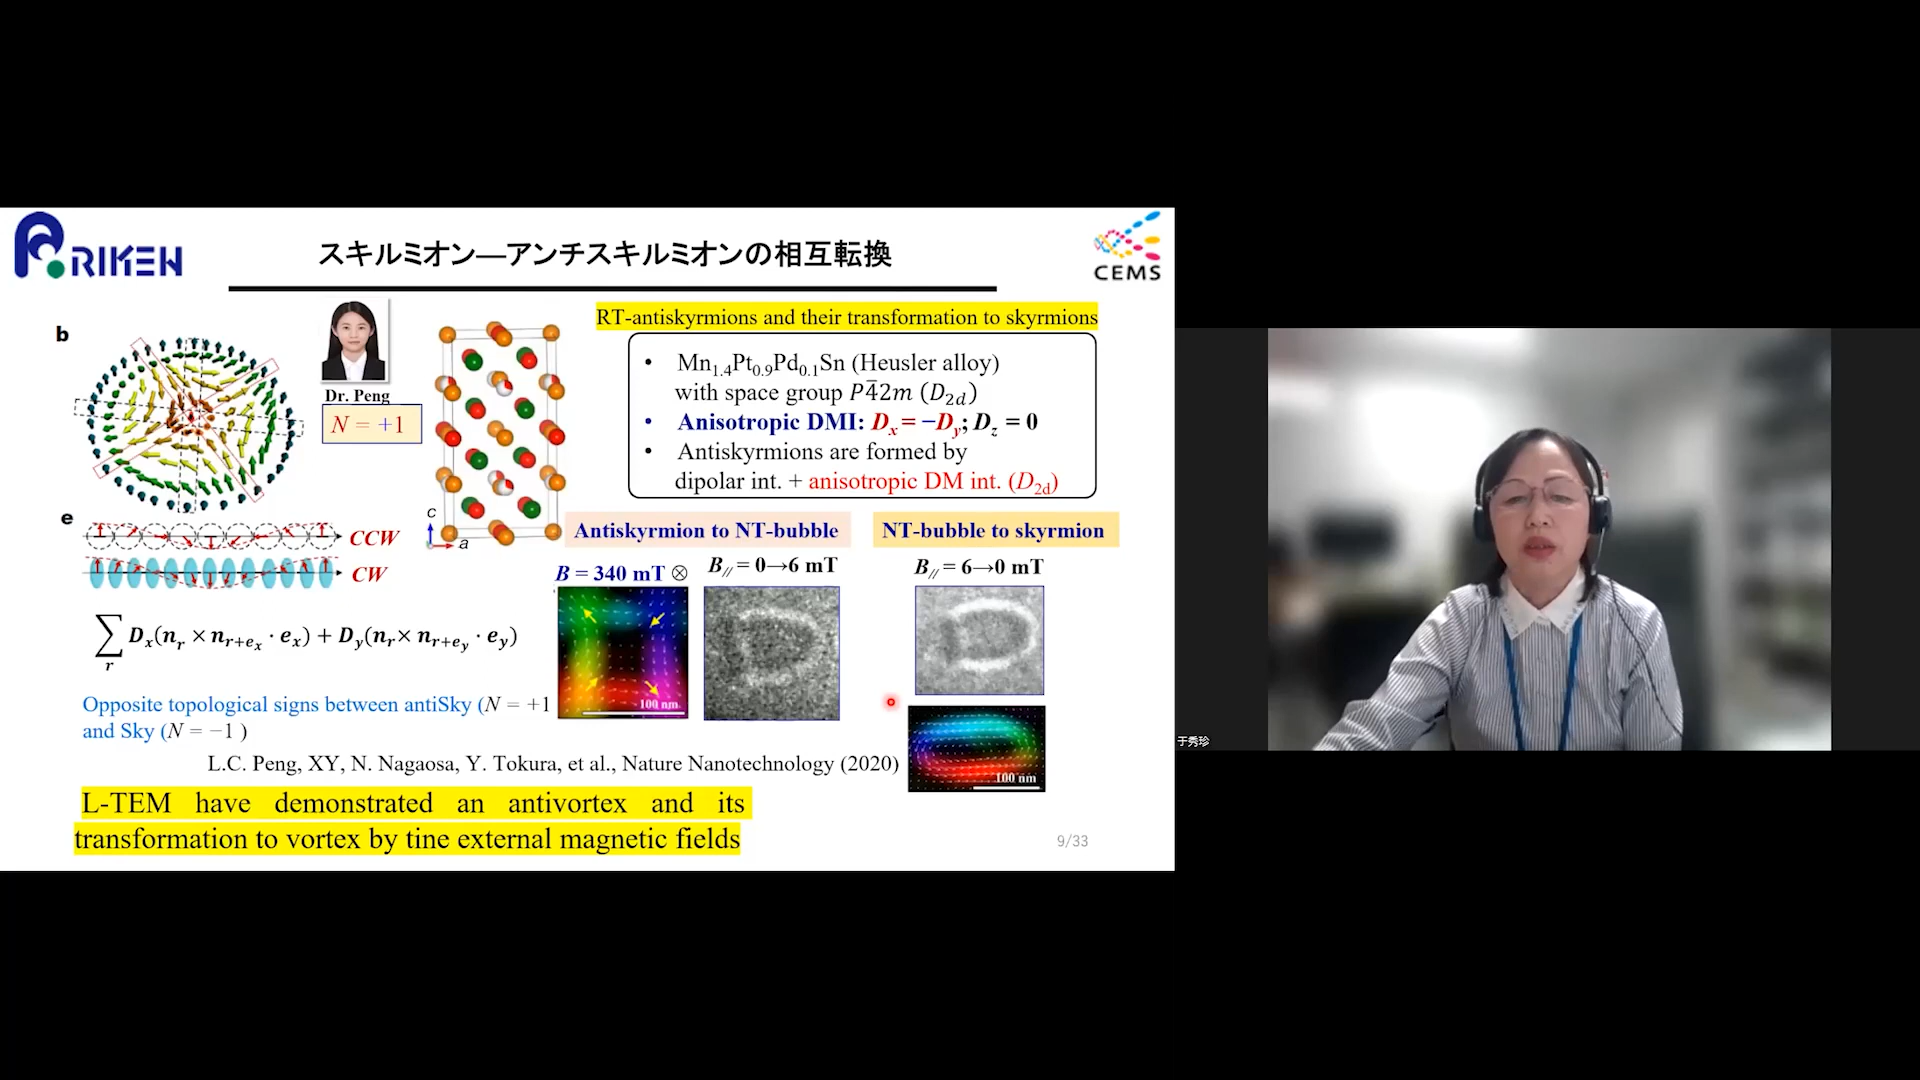 RIKEN
スキルミオン—アンチスキルミオンの相互転換
CEMS
b
Dr. Peng
N = +1
RT-antiskyrmions and their transformation to skyrmions
• Mn1.4Pt0.9Pd0.1Sn (Heusler alloy)
with space group P4̅2m (D2d)
• Anisotropic DMI: Dx = −Dy; Dz = 0
• Antiskyrmions are formed by
dipolar int. + anisotropic DM int. (D2d)
c
a
e
CCW
CW
Antiskyrmion to NT-bubble
NT-bubble to skyrmion
B = 340 mT ⊗
B// = 0→6 mT
B// = 6→0 mT
100 nm
100 nm
∑r Dx(nr × nr+ex · ex) + Dy(nr× nr+ey · ey)
Opposite topological signs between antiSky (N = +1
and Sky (N = −1 )
L.C. Peng, XY, N. Nagaosa, Y. Tokura, et al., Nature Nanotechnology (2020)
L-TEM have demonstrated an antivortex and its
transformation to vortex by tine external magnetic fields
9/33
于秀珍